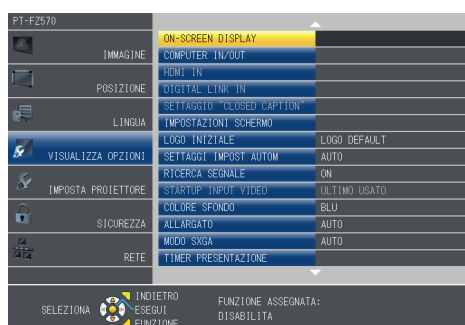 PT-FZ570
IMMAGINE
POSIZIONE
LINGUA
VISUALIZZA OPZIONI
IMPOSTA PROIETTORE
SICUREZZA
RETE
ON-SCREEN DISPLAY
COMPUTER IN/OUT
HDMI IN
DIGITAL LINK IN
SETTAGGIO "CLOSED CAPTION"
IMPOSTAZIONI SCHERMO
LOGO INIZIALE LOGO DEFAULT
SETTAGGI IMPOST AUTOM AUTO
RICERCA SEGNALE ON
STARTUP INPUT VIDEO ULTIMO USATO
COLORE SFONDO BLU
ALLARGATO AUTO
MODO SXGA AUTO
TIMER PRESENTAZIONE
SELEZIONA
INDIETRO
ESEGUI
FUNZIONE
FUNZIONE ASSEGNATA:
DISABILITA